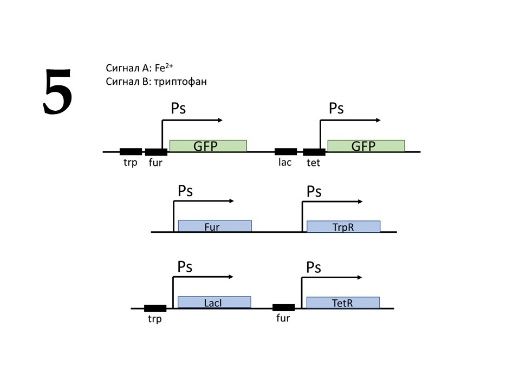 5
Сигнал А: Fe²⁺
Сигнал В: триптофан
Ps Ps
GFP GFP
trp fur lac tet
Ps Ps
Fur TrpR
Ps Ps
LacI TetR
trp fur